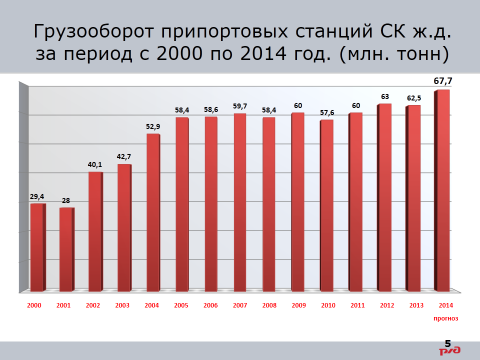 Грузооборот припортовых станций СК ж.д.
за период с 2000 по 2014 год. (млн. тонн)
29,4 28 40,1 42,7 52,9 58,4 58,6 59,7 58,4 60 57,6 60 63 62,5 67,7
2000 2001 2002 2003 2004 2005 2006 2007 2008 2009 2010 2011 2012 2013 2014
прогноз
5
ржд